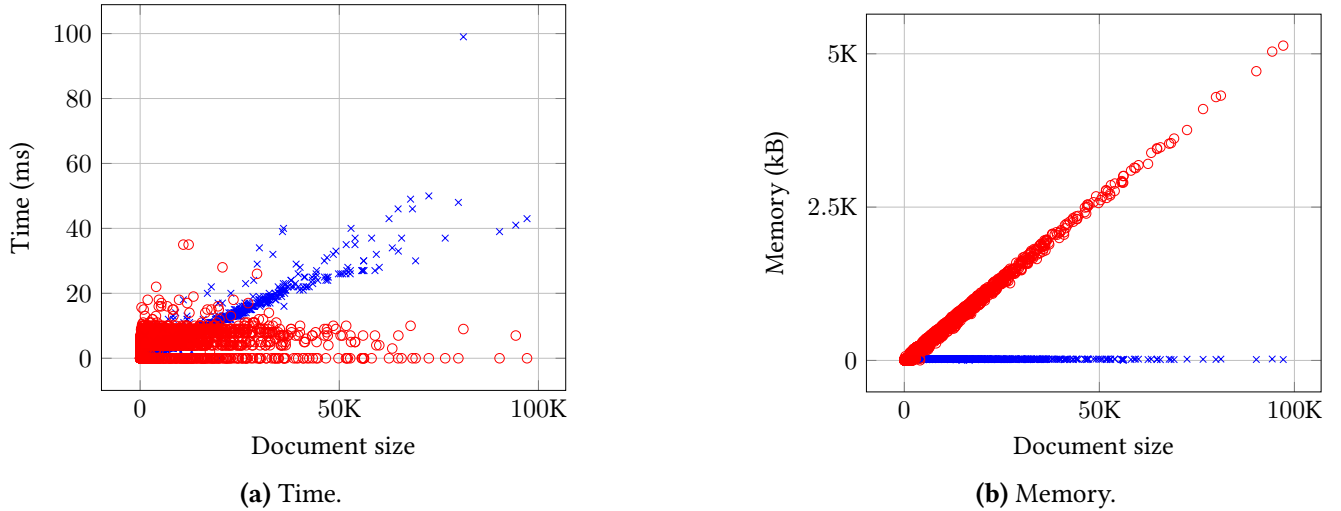 100
80
60
40
20
0
Time (ms)
0
50K
100K
Document size
(a) Time.
5K
2.5K
0
Memory (kB)
0
50K
100K
Document size
(b) Memory.